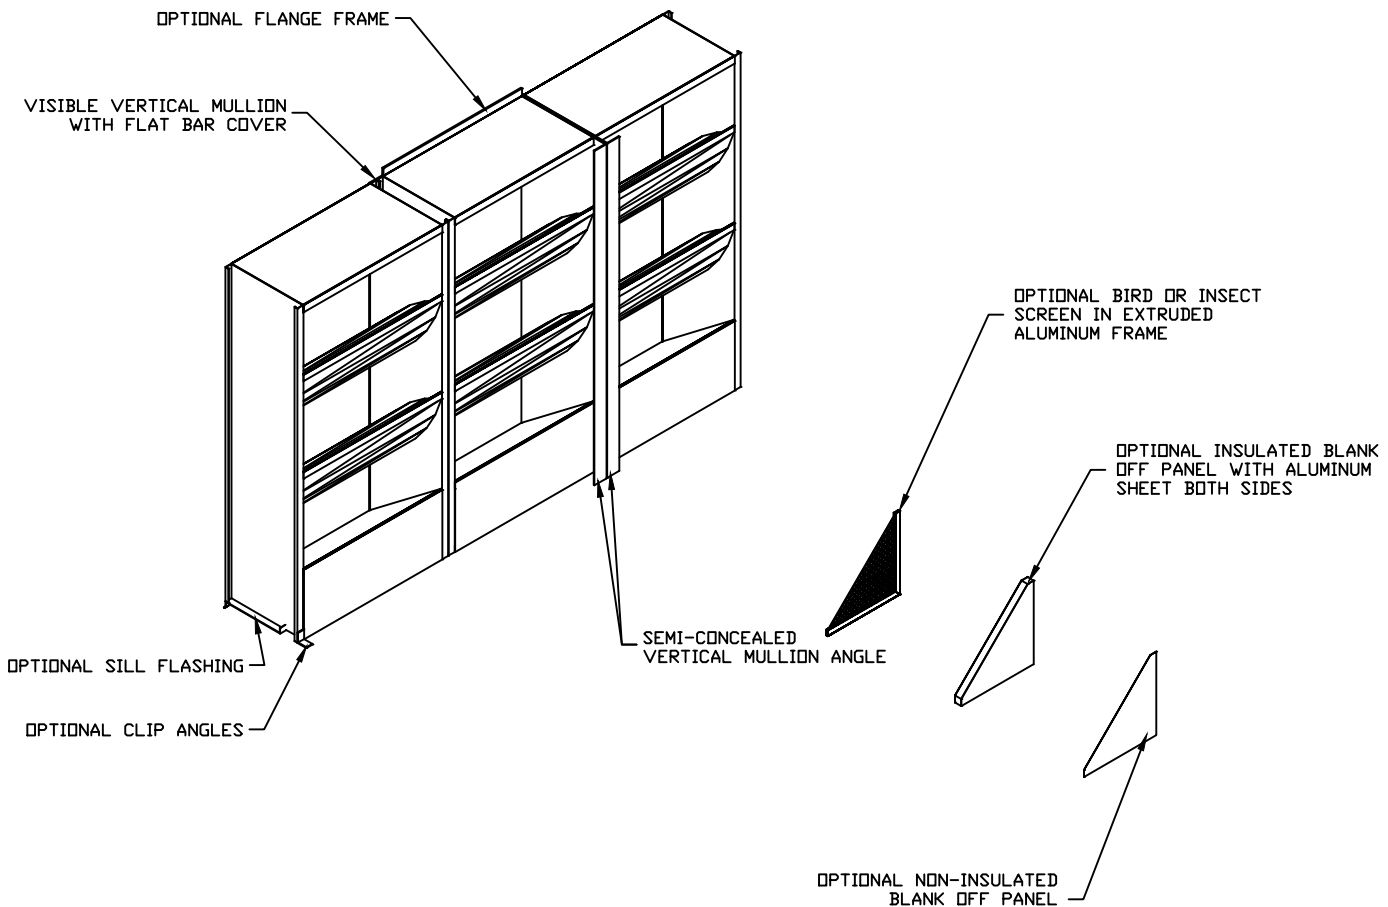 OPTIONAL FLANGE FRAME
VISIBLE VERTICAL MULLION
WITH FLAT BAR COVER
OPTIONAL BIRD OR INSECT
SCREEN IN EXTRUDED
ALUMINUM FRAME
OPTIONAL INSULATED BLANK
OFF PANEL WITH ALUMINUM
SHEET BOTH SIDES
SEMI-CONCEALED
VERTICAL MULLION ANGLE
OPTIONAL SILL FLASHING
OPTIONAL CLIP ANGLES
OPTIONAL NON-INSULATED
BLANK OFF PANEL